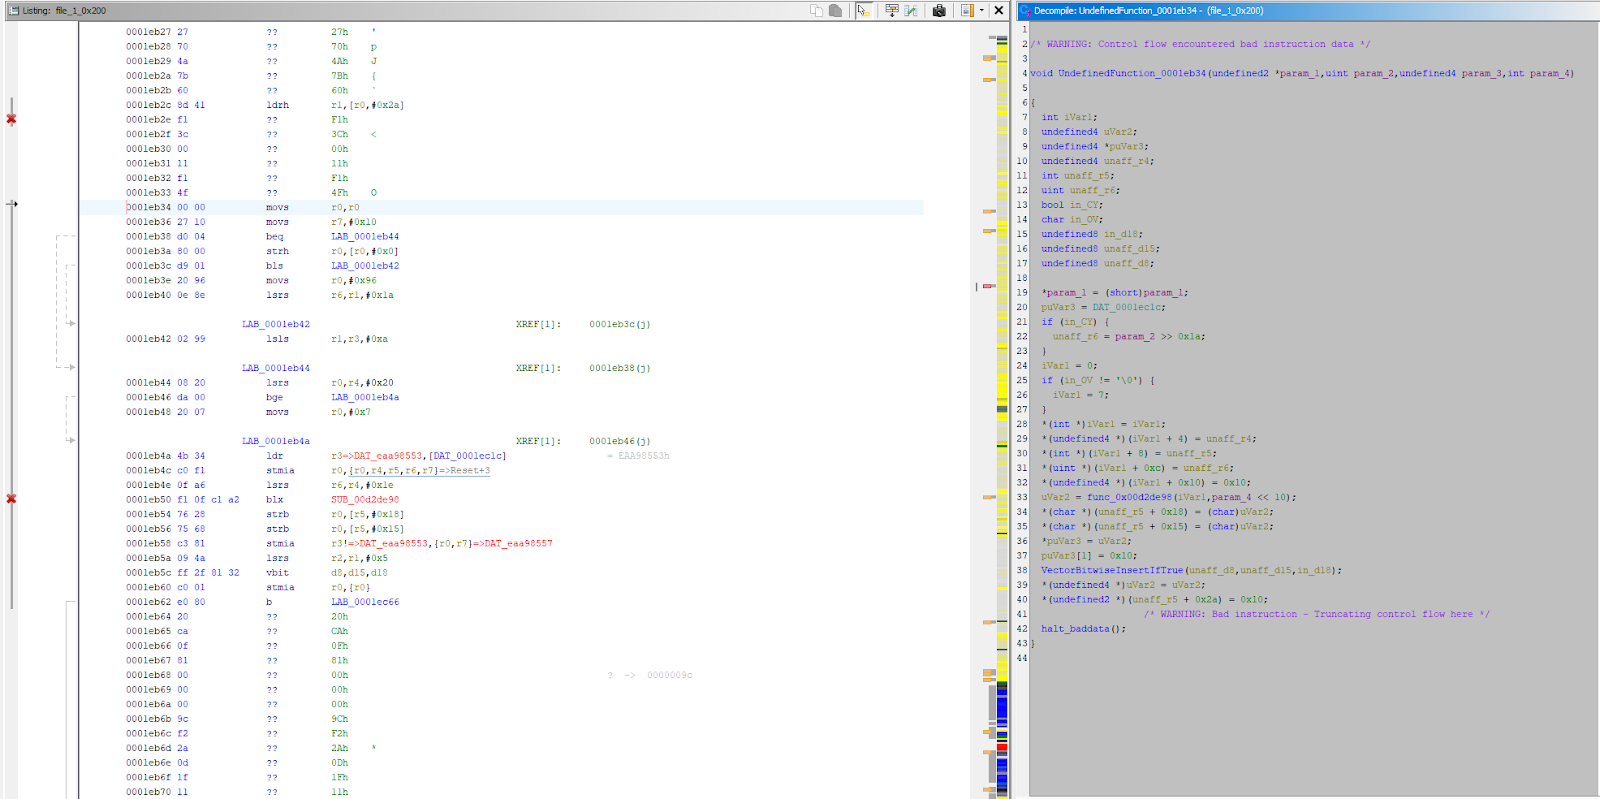 Listing: file_1_0x200
0001eb27 27 ?? 27h '
0001eb28 70 ?? 70h p
0001eb29 4a ?? 4Ah J
0001eb2a 7b ?? 7Bh {
0001eb2b 60 ?? 60h `
0001eb2c 8d 41 ldrh r1,[r0,#0x2a]
0001eb2e f1 ?? F1h
0001eb2f 3c ?? 3Ch <
0001eb30 00 ?? 00h
0001eb31 11 ?? 11h
0001eb32 f1 ?? F1h
0001eb33 4f ?? 4Fh O
0001eb34 00 00 movs r0,r0
0001eb36 27 10 movs r7,#0x10
0001eb38 d0 04 beq LAB_0001eb44
0001eb3a 80 00 strh r0,[r0,#0x0]
0001eb3c d9 01 bls LAB_0001eb42
0001eb3e 20 96 movs r0,#0x96
0001eb40 0e 8e lsrs r6,r1,#0x1a
LAB_0001eb42 XREF[1]: 0001eb3c(j)
0001eb42 02 99 lsls r1,r3,#0xa
LAB_0001eb44 XREF[1]: 0001eb38(j)
0001eb44 08 20 lsrs r0,r4,#0x20
0001eb46 da 00 bge LAB_0001eb4a
0001eb48 20 07 movs r0,#0x7
LAB_0001eb4a XREF[1]: 0001eb46(j)
0001eb4a 4b 34 ldr r3=>DAT_eaa98553,[DAT_0001ec1c] = EAA98553h
0001eb4c c0 f1 stmia r0,{r0,r4,r5,r6,r7}=>Reset+3
0001eb4e 0f a6 lsrs r6,r4,#0x1e
0001eb50 f1 0f c1 a2 blx SUB_00d2de98
0001eb54 76 28 strb r0,[r5,#0x18]
0001eb56 75 68 strb r0,[r5,#0x15]
0001eb58 c3 81 stmia r3!=>DAT_eaa98553,{r0,r7}=>DAT_eaa98557
0001eb5a 09 4a lsrs r2,r1,#0x5
0001eb5c ff 2f 81 32 vbit d8,d15,d18
0001eb60 c0 01 stmia r0,{r0}
0001eb62 e0 80 b LAB_0001ec66
0001eb64 20 ?? 20h
0001eb65 ca ?? CAh
0001eb66 0f ?? 0Fh
0001eb67 81 ?? 81h
0001eb68 00 ?? 00h ? -> 0000009c
0001eb69 00 ?? 00h
0001eb6a 00 ?? 00h
0001eb6b 9c ?? 9Ch
0001eb6c f2 ?? F2h
0001eb6d 2a ?? 2Ah *
0001eb6e 0d ?? 0Dh
0001eb6f 1f ?? 1Fh
0001eb70 11 ?? 11h
Decompile: UndefinedFunction_0001eb34 - (file_1_0x200)
1
2 /* WARNING: Control flow encountered bad instruction data */
3
4 void UndefinedFunction_0001eb34(undefined2 *param_1,uint param_2,undefined4 param_3,int param_4)
5
6 {
7 int iVar1;
8 undefined4 uVar2;
9 undefined4 *puVar3;
10 undefined4 unaff_r4;
11 int unaff_r5;
12 uint unaff_r6;
13 bool in_CY;
14 char in_OV;
15 undefined8 in_d18;
16 undefined8 unaff_d15;
17 undefined8 unaff_d8;
18
19 *param_1 = (short)param_1;
20 puVar3 = DAT_0001ec1c;
21 if (in_CY) {
22 unaff_r6 = param_2 >> 0x1a;
23 }
24 iVar1 = 0;
25 if (in_OV != '\0') {
26 iVar1 = 7;
27 }
28 *(int *)iVar1 = iVar1;
29 *(undefined4 *)(iVar1 + 4) = unaff_r4;
30 *(int *)(iVar1 + 8) = unaff_r5;
31 *(uint *)(iVar1 + 0xc) = unaff_r6;
32 *(undefined4 *)(iVar1 + 0x10) = 0x10;
33 uVar2 = func_0x00d2de98(iVar1,param_4 << 10);
34 *(char *)(unaff_r5 + 0x18) = (char)uVar2;
35 *(char *)(unaff_r5 + 0x15) = (char)uVar2;
36 *puVar3 = uVar2;
37 puVar3[1] = 0x10;
38 VectorBitwiseInsertIfTrue(unaff_d8,unaff_d15,in_d18);
39 *(undefined4 *)uVar2 = uVar2;
40 *(undefined2 *)(unaff_r5 + 0x2a) = 0x10;
41 /* WARNING: Bad instruction - Truncating control flow here */
42 halt_baddata();
43 }
44